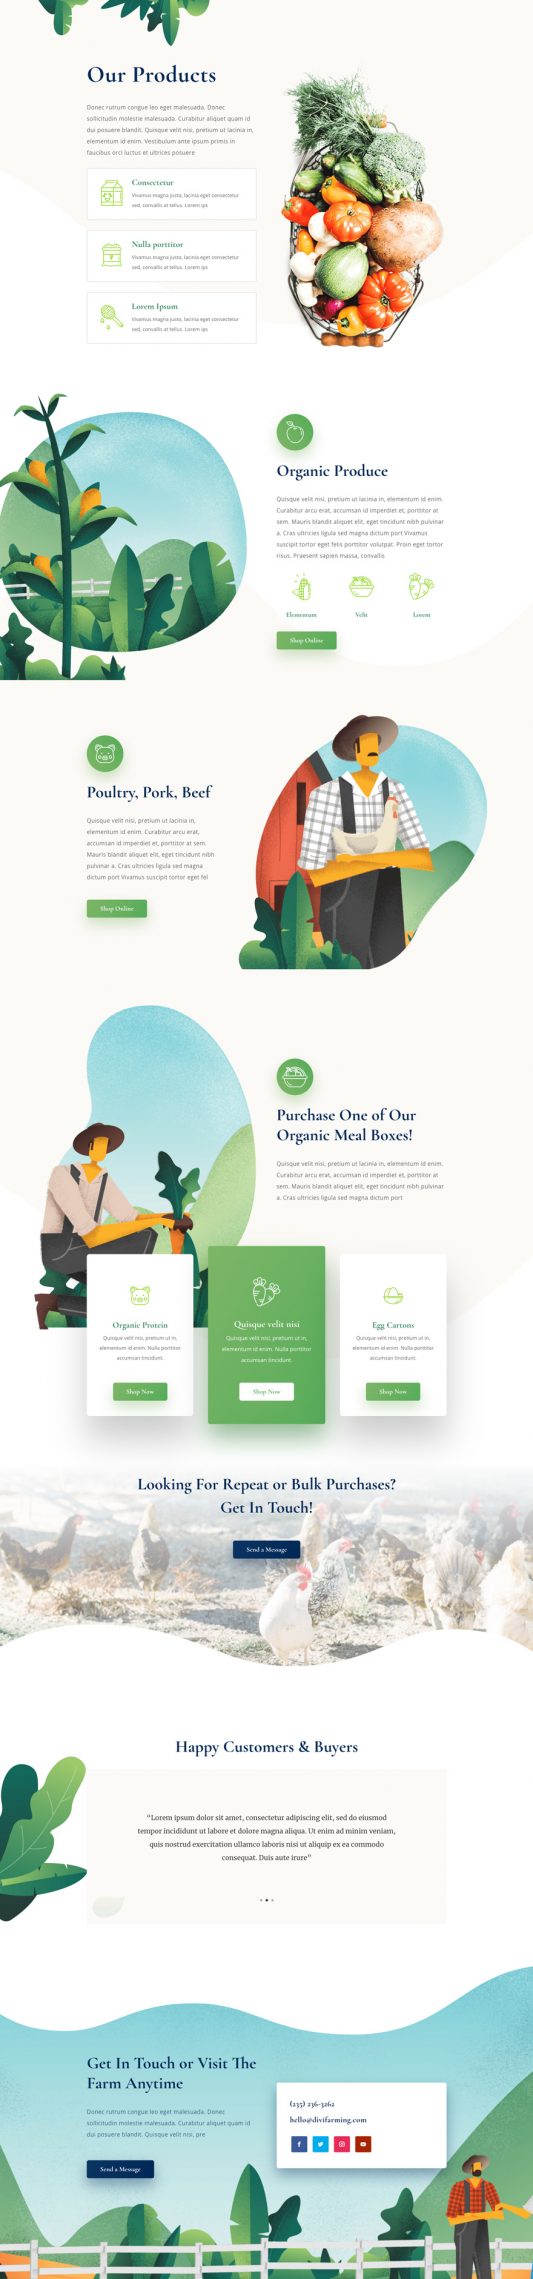 Our Products
Donec rutrum congue leo eget malesuada. Donec
sollicitudin molestie malesuada. Curabitur aliquet quam id
dui posuere blandit. Quisque velit nisi, pretium ut lacinia in,
elementum id enim. Vestibulum ante ipsum primis in
faucibus orci luctus et ultrices posuere
Consectetur
Vivamus magna justo, lacinia eget consectetur
sed, convallis at tellus. Lorem ips
Nulla porttitor
Vivamus magna justo, lacinia eget consectetur
sed, convallis at tellus. Lorem ips
Lorem Ipsum
Vivamus magna justo, lacinia eget consectetur
sed, convallis at tellus. Lorem ips
Organic Produce
Quisque velit nisi, pretium ut lacinia in, elementum id enim.
Curabitur arcu erat, accumsan id imperdiet et, porttitor at
sem. Mauris blandit aliquet elit, eget tincidunt nibh pulvinar
a. Cras ultricies ligula sed magna dictum port Vivamus
suscipit tortor eget felis porttitor volutpat. Proin eget tortor
risus. Praesent sapien massa, convallis
Elementum
Velit
Lorem
Shop Online
Poultry, Pork, Beef
Quisque velit nisi, pretium ut lacinia in,
elementum id enim. Curabitur arcu erat,
accumsan id imperdiet et, porttitor at sem.
Mauris blandit aliquet elit, eget tincidunt nibh
pulvinar a. Cras ultricies ligula sed magna
dictum port Vivamus suscipit tortor eget fel
Shop Online
Purchase One of Our
Organic Meal Boxes!
Quisque velit nisi, pretium ut lacinia in, elementum id enim.
Curabitur arcu erat, accumsan id imperdiet et, porttitor at
sem. Mauris blandit aliquet elit, eget tincidunt nibh pulvinar
a. Cras ultricies ligula sed magna dictum port
Organic Protein
Quisque velit nisi, pretium ut in,
elementum id enim. Nulla porttitor
accumsan tincidunt.
Shop Now
Quisque velit nisi
Quisque velit nisi, pretium ut in,
elementum id enim. Nulla porttitor
accumsan tincidunt.
Shop Now
Egg Cartons
Quisque velit nisi, pretium ut in,
elementum id enim. Nulla porttitor
accumsan tincidunt.
Shop Now
Looking For Repeat or Bulk Purchases?
Get In Touch!
Send a Message
Happy Customers & Buyers
"Lorem ipsum dolor sit amet, consectetur adipiscing elit, sed do eiusmod
tempor incididunt ut labore et dolore magna aliqua. Ut enim ad minim veniam,
quis nostrud exercitation ullamco laboris nisi ut aliquip ex ea commodo
consequat. Duis aute irure"
Get In Touch or Visit The
Farm Anytime
Donec rutrum congue leo eget malesuada. Donec
sollicitudin molestie malesuada. Curabitur aliquet quam id
dui posuere blandit. Quisque velit nisi, pre
Send a Message
(235) 236-3262
hello@divifarming.com